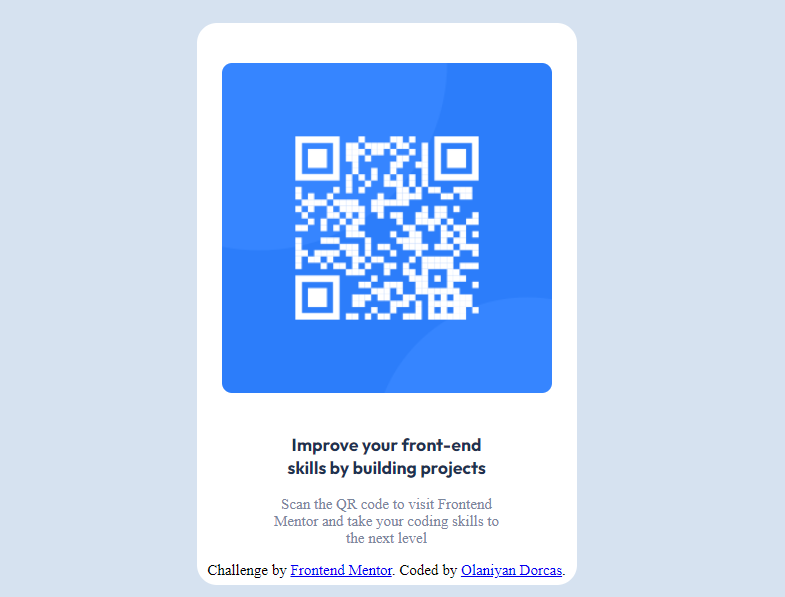 Improve your front-end
skills by building projects
Scan the QR code to visit Frontend
Mentor and take your coding skills to
the next level
Challenge by Frontend Mentor. Coded by Olaniyan Dorcas.